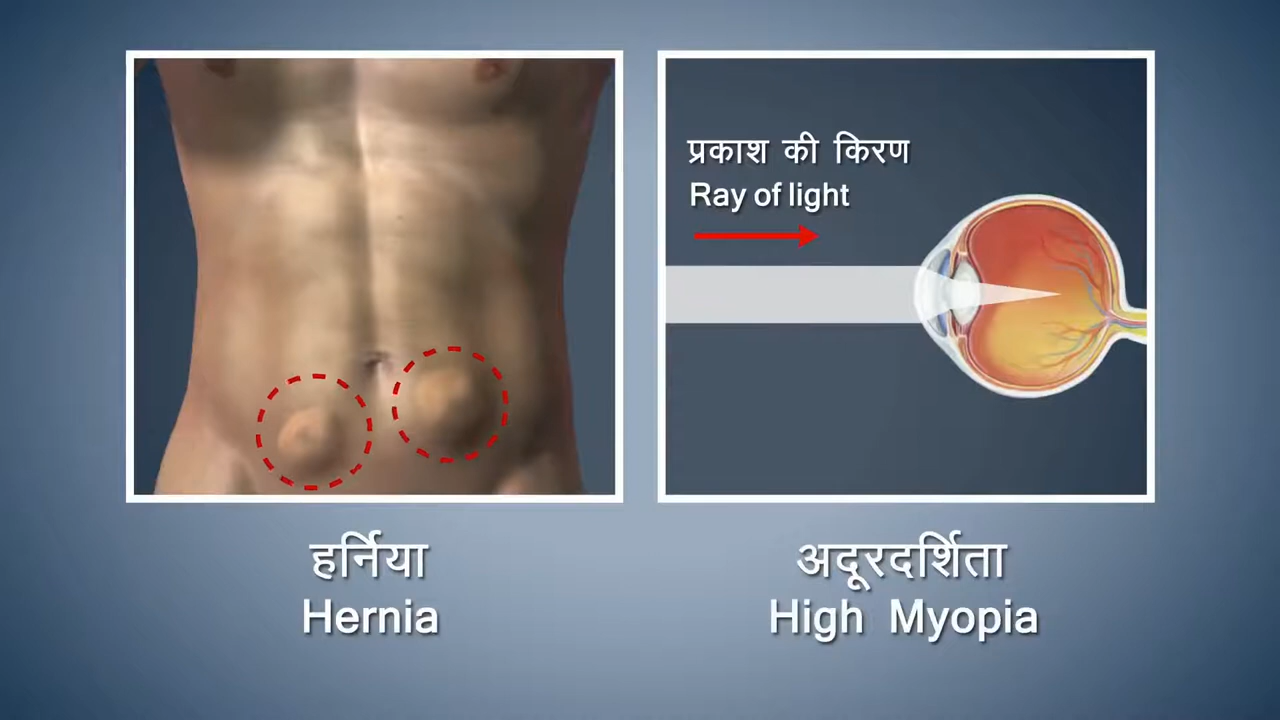 प्रकाश की किरण
Ray of light
हर्निया
Hernia
अदूरदर्शिता
High Myopia